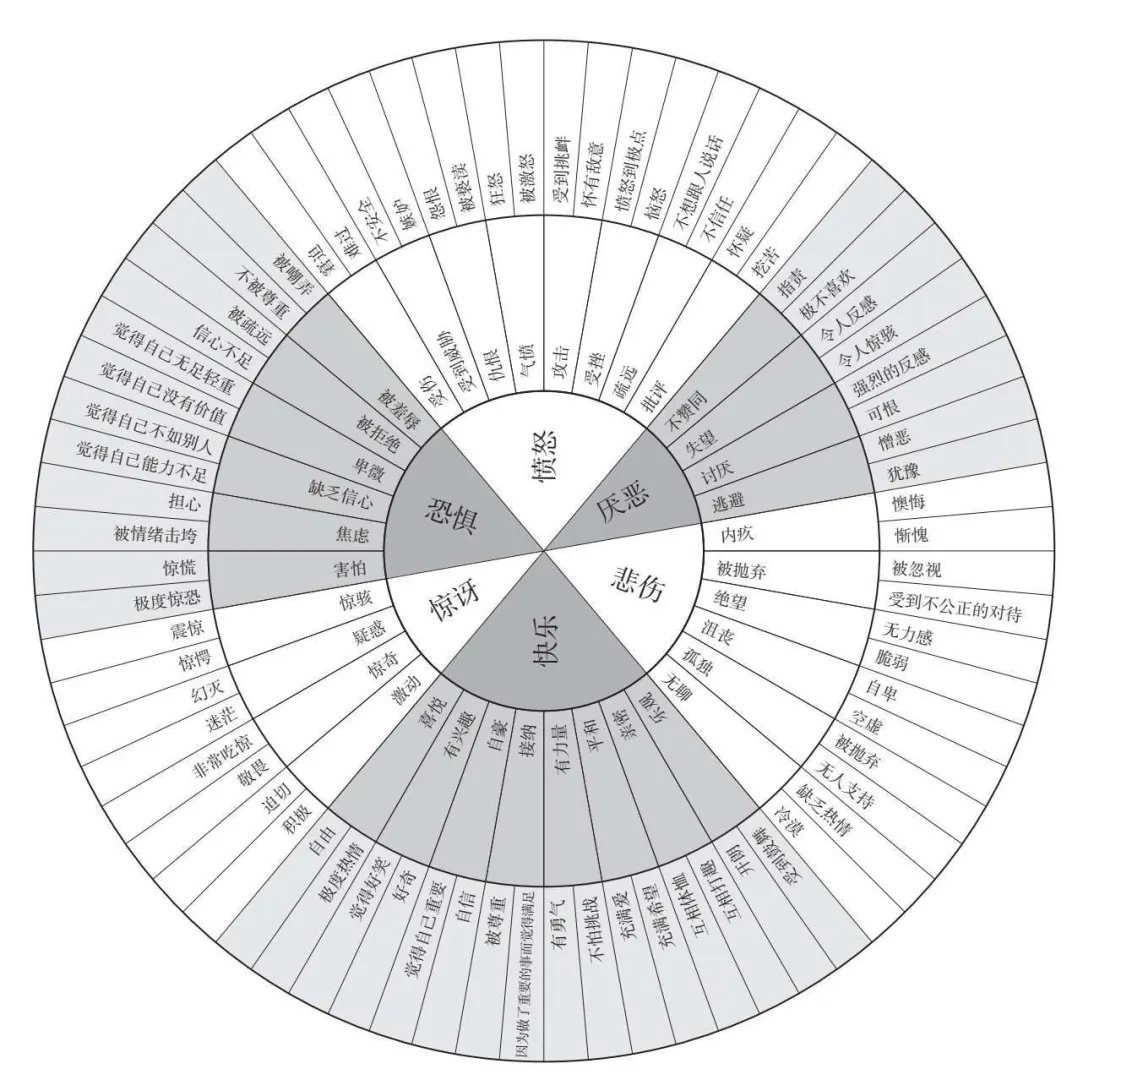 愤怒
厌恶
悲伤
快乐
惊讶
恐惧
受伤
受到威胁
仇恨
气愤
攻击
受挫
疏远
批评
不赞同
失望
讨厌
逃避
内疚
被抛弃
绝望
沮丧
孤独
无聊
乐观
亲密
平和
有力量
接纳
自豪
有兴趣
喜悦
激动
惊奇
疑惑
惊骇
害怕
焦虑
缺乏信心
卑微
被拒绝
被羞辱
窘迫
难过
不安全
嫉妒
怨恨
被亵渎
狂怒
被激怒
受到挑衅
怀有敌意
愤怒到极点
恼怒
不想跟人说话
不信任
怀疑
挖苦
指责
极不喜欢
令人反感
令人惊骇
强烈的反感
可恨
憎恶
犹豫
懊悔
惭愧
被忽视
受到不公正的对待
无力感
脆弱
自卑
空虚
被抛弃
无人支持
缺乏热情
冷漠
受到鼓舞
开朗
互相打趣
互相体恤
充满希望
充满爱
不怕挑战
有勇气
因为做了重要的事而觉得满足
被尊重
自信
觉得自己重要
好奇
觉得好笑
极度热情
自由
积极
迫切
敬畏
非常吃惊
迷茫
幻灭
惊愕
震惊
极度惊恐
惊慌
被情绪击垮
担心
觉得自己能力不足
觉得自己不如别人
觉得自己没有价值
觉得自己无足轻重
信心不足
被疏远
不被尊重
被嘲弄